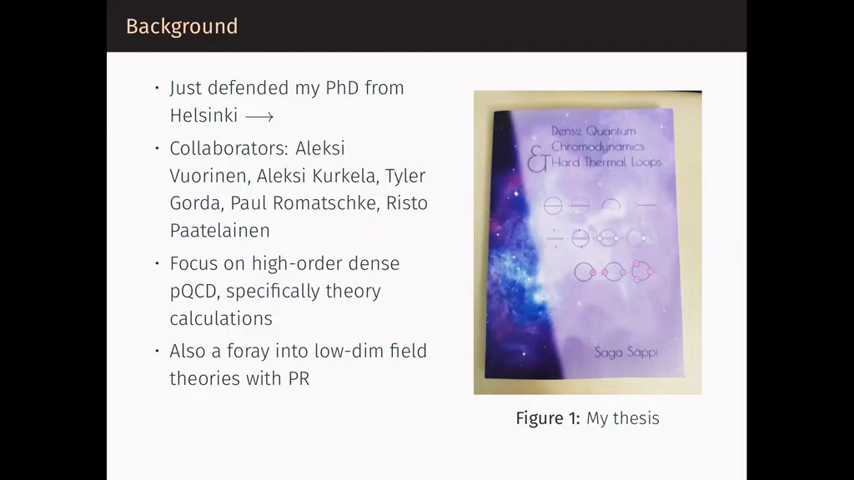 Background
· Just defended my PhD from
Helsinki ⟶
· Collaborators: Aleksi
Vuorinen, Aleksi Kurkela, Tyler
Gorda, Paul Romatschke, Risto
Paatelainen
· Focus on high-order dense
pQCD, specifically theory
calculations
· Also a foray into low-dim field
theories with PR
Dense Quantum
Chromodynamics
& Hard Thermal Loops
Saga Säppi
Figure 1: My thesis